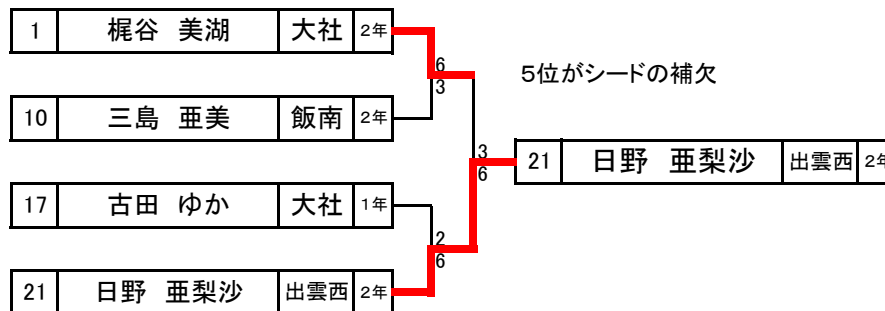 1 梶谷 美湖 大社 2年
6
3
5位がシードの補欠
10 三島 亜美 飯南 2年
3
6
21 日野 亜梨沙 出雲西 2年
17 古田 ゆか 大社 1年
2
6
21 日野 亜梨沙 出雲西 2年